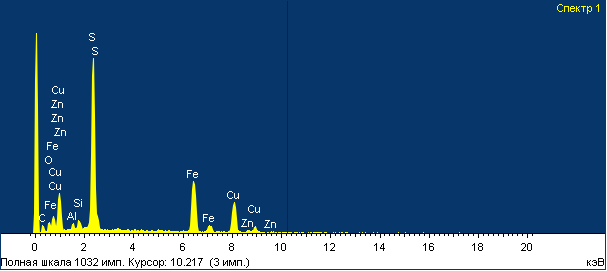 Спектр 1
S
S
Cu
Zn
Zn
Zn
Fe
O
Cu
Cu
Fe
C
Al
Si
Fe
Fe
Cu
Zn
Cu
Zn
0 2 4 6 8 10 12 14 16 18 20
Полная шкала 1032 имп. Курсор: 10.217 (3 имп.) кэВ